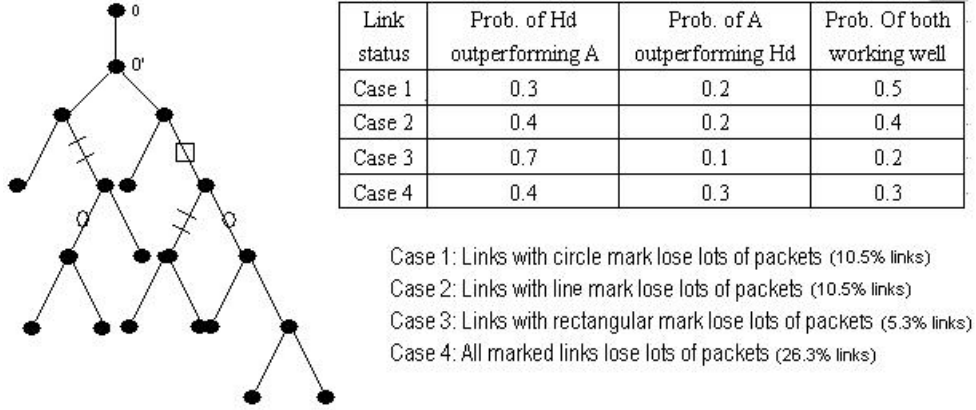 0
0'
Link status Prob. of Hd outperforming A Prob. of A outperforming Hd Prob. Of both working well
Case 1 0.3 0.2 0.5
Case 2 0.4 0.2 0.4
Case 3 0.7 0.1 0.2
Case 4 0.4 0.3 0.3
Case 1: Links with circle mark lose lots of packets (10.5% links)
Case 2: Links with line mark lose lots of packets (10.5% links)
Case 3: Links with rectangular mark lose lots of packets (5.3% links)
Case 4: All marked links lose lots of packets (26.3% links)